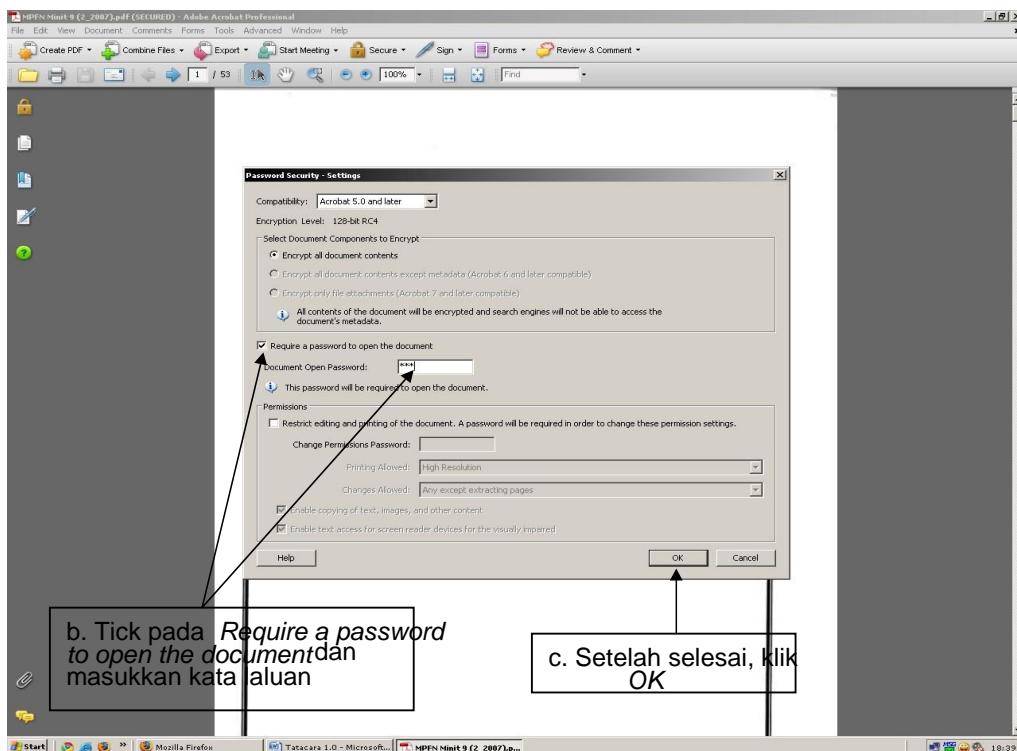 MPFN Minit 9 (2_2007).pdf (SECURED) - Adobe Acrobat Professional
File Edit View Document Comments Forms Tools Advanced Window Help
Create PDF Combine Files Export Start Meeting Secure Sign Forms Review & Comment
1 / 53 100% Find
Password Security - Settings
Compatibility: Acrobat 5.0 and later
Encryption Level: 128-bit RC4
Select Document Components to Encrypt
Encrypt all document contents
Encrypt all document contents except metadata (Acrobat 6 and later compatible)
Encrypt only file attachments (Acrobat 7 and later compatible)
All contents of the document will be encrypted and search engines will not be able to access the
document's metadata.
Require a password to open the document
Document Open Password: ***
This password will be required to open the document.
Permissions
Restrict editing and printing of the document. A password will be required in order to change these permission settings.
Change Permissions Password:
Printing Allowed: High Resolution
Changes Allowed: Any except extracting pages
Enable copying of text, images, and other content
Enable text access for screen reader devices for the visually impaired
Help OK Cancel
b. Tick pada Require a password
to open the document dan
masukkan kata laluan
c. Setelah selesai, klik
OK
Start Mozilla Firefox Tatacara 1.0 - Microsoft... MPFN Minit 9 (2_2007).p... 18:39